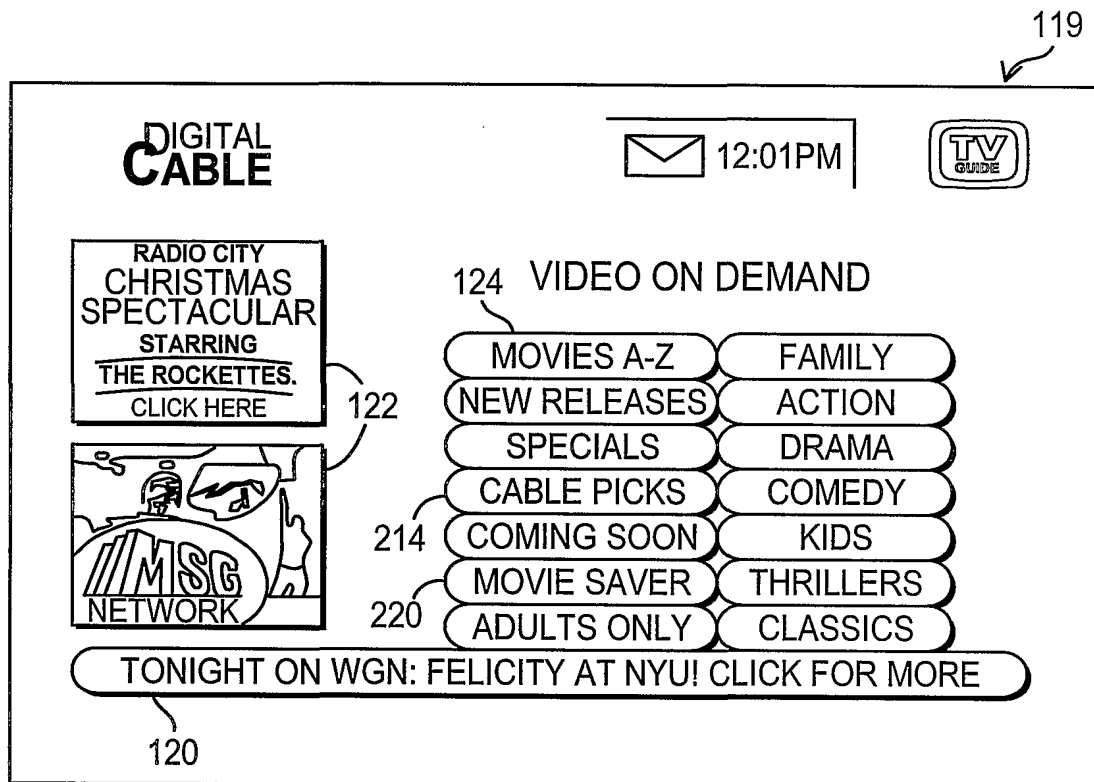 119
DIGITAL
CABLE
12:01PM
TV
GUIDE
RADIO CITY
CHRISTMAS
SPECTACULAR
STARRING
THE ROCKETTES.
CLICK HERE
122
MSG
NETWORK
124
VIDEO ON DEMAND
MOVIES A-Z FAMILY
NEW RELEASES ACTION
SPECIALS DRAMA
CABLE PICKS COMEDY
214 COMING SOON KIDS
MOVIE SAVER THRILLERS
220 ADULTS ONLY CLASSICS
TONIGHT ON WGN: FELICITY AT NYU! CLICK FOR MORE
120